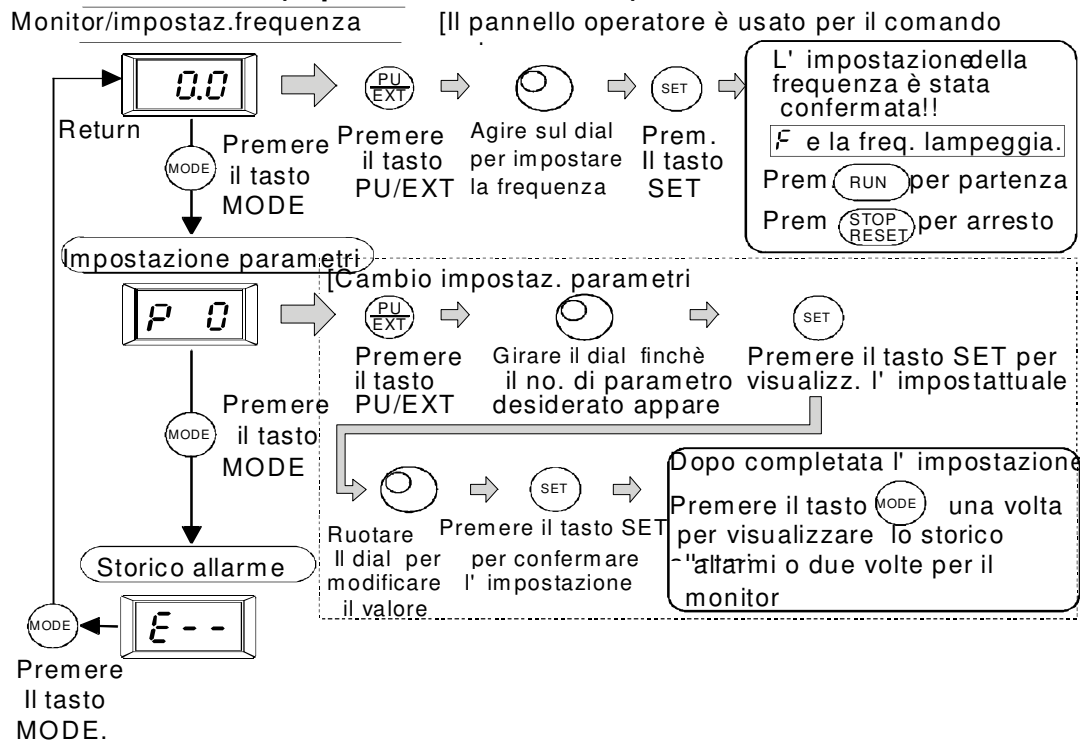 Monitor/impostaz.frequenza
[Il pannello operatore è usato per il comando
0.0
PU
EXT
SET
L' impostazionedella
frequenza è stata
confermata!!
F e la freq. lampeggia.
Prem. RUN per partenza
Prem STOP RESET per arresto
Return
MODE
Premere
il tasto
MODE
Premere
il tasto
PU/EXT
Agire sul dial
per impostare
la frequenza
Prem.
Il tasto
SET
Impostazione parametri
[Cambio impostaz. parametri
P 0
PU
EXT
SET
Premere
il tasto
PU/EXT
Girare il dial finchè
il no. di parametro
desiderato appare
Premere il tasto SET per
visualizz. l' impostattuale
MODE
Premere
il tasto
MODE
SET
Ruotare
Il dial per
modificare
il valore
Premere il tasto SET
per confermare
l' impostazione
Dopo completata l' impostazione
Premere il tasto MODE una volta
per visualizzare lo storico
allarmi o due volte per il
monitor
Storico allarme
E--
MODE
Premere
Il tasto
MODE.